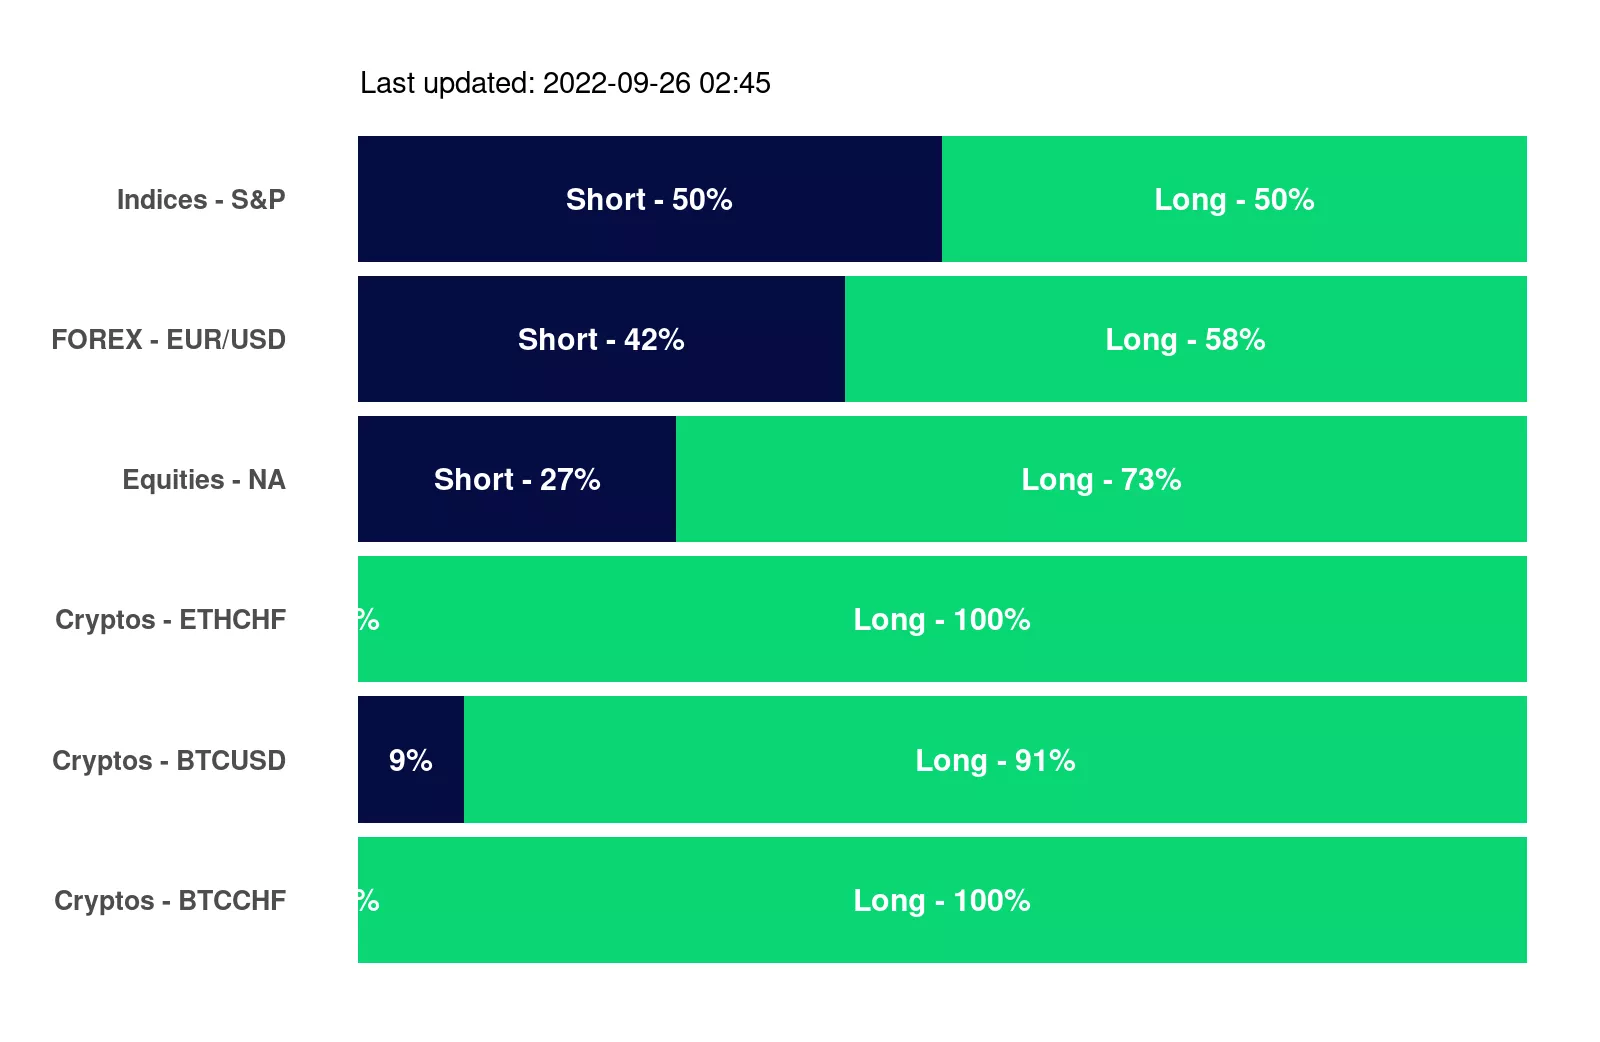 Last updated: 2022-09-26 02:45
Indices - S&P Short - 50% Long - 50%
FOREX - EUR/USD Short - 42% Long - 58%
Equities - NA Short - 27% Long - 73%
Cryptos - ETHCHF % Long - 100%
Cryptos - BTCUSD 9% Long - 91%
Cryptos - BTCCHF % Long - 100%